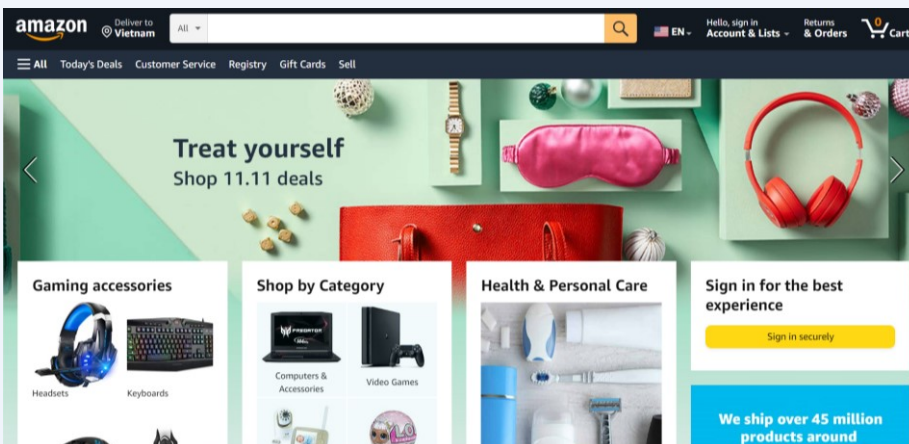 amazon
Deliver to
Vietnam
All
EN
Hello, sign in
Account & Lists
Returns
& Orders
0
Cart
All
Today's Deals
Customer Service
Registry
Gift Cards
Sell
Treat yourself
Shop 11.11 deals
Gaming accessories
Headsets
Keyboards
Shop by Category
PREDATOR
Computers &
Accessories
Video Games
Health & Personal Care
Sign in for the best
experience
Sign in securely
We ship over 45 million
products around